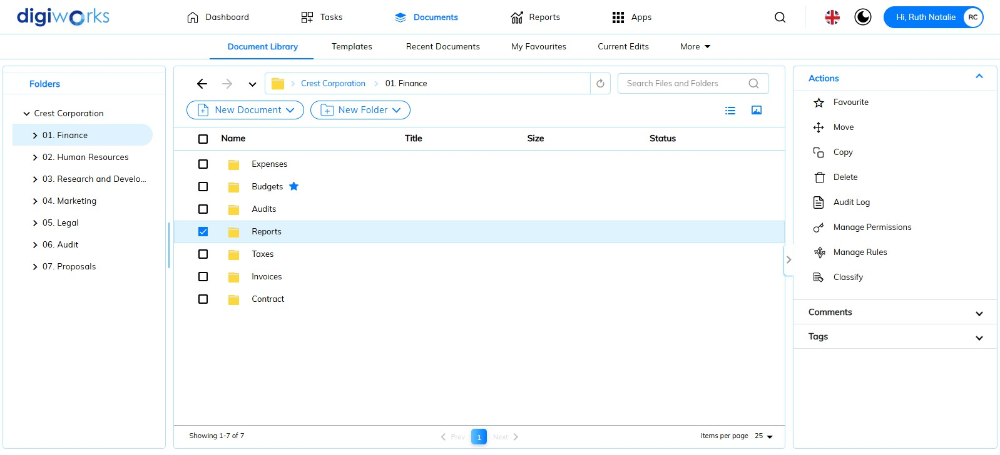 digiworks
Dashboard
Tasks
Documents
Reports
Apps
Hi, Ruth Natalie
RC
Document Library
Templates
Recent Documents
My Favourites
Current Edits
More
Folders
Crest Corporation
01. Finance
02. Human Resources
03. Research and Develo...
04. Marketing
05. Legal
06. Audit
07. Proposals
Crest Corporation
01. Finance
Search Files and Folders
New Document
New Folder
Name
Title
Size
Status
Expenses
Budgets
Audits
Reports
Taxes
Invoices
Contract
Showing 1-7 of 7
Prev
1
Next
Items per page
25
Actions
Favourite
Move
Copy
Delete
Audit Log
Manage Permissions
Manage Rules
Classify
Comments
Tags